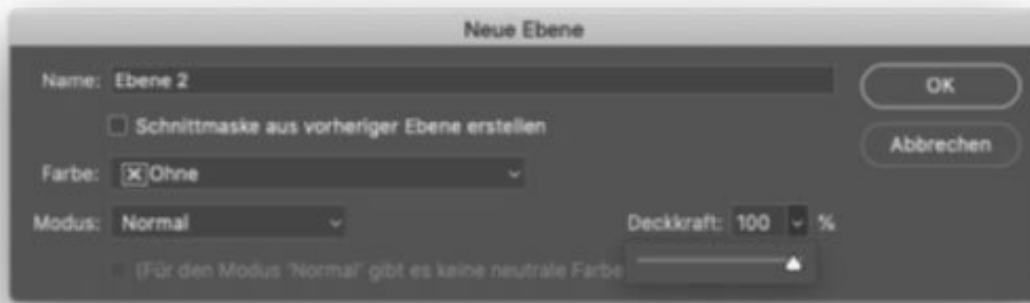 Neue Ebene
Name: Ebene 2
OK
Schnittmaske aus vorheriger Ebene erstellen
Abbrechen
Farbe: Ohne
Modus: Normal
Deckkraft: 100 %
(Für den Modus 'Normal' gibt es keine neutrale Farbe